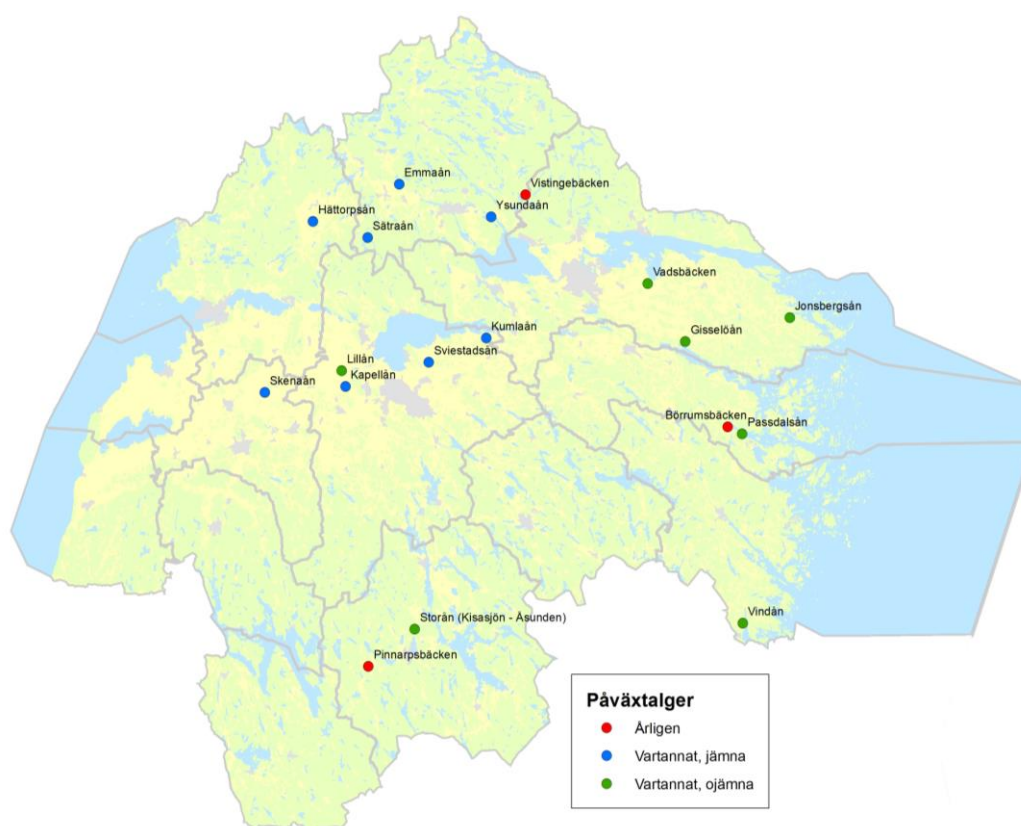 Emmaån
Vistingebäcken
Ysundaån
Hättorpsån
Sätraån
Vadsbäcken
Jonsbergsån
Gisselöån
Kumlaån
Sviestadsån
Lillån
Kapellån
Skenaån
Börrumsbäcken
Passdalsån
Vindån
Storån (Kisasjön - Åsunden)
Pinnarpsbäcken
Påväxtalger
Årligen
Vartannat, jämna
Vartannat, ojämna